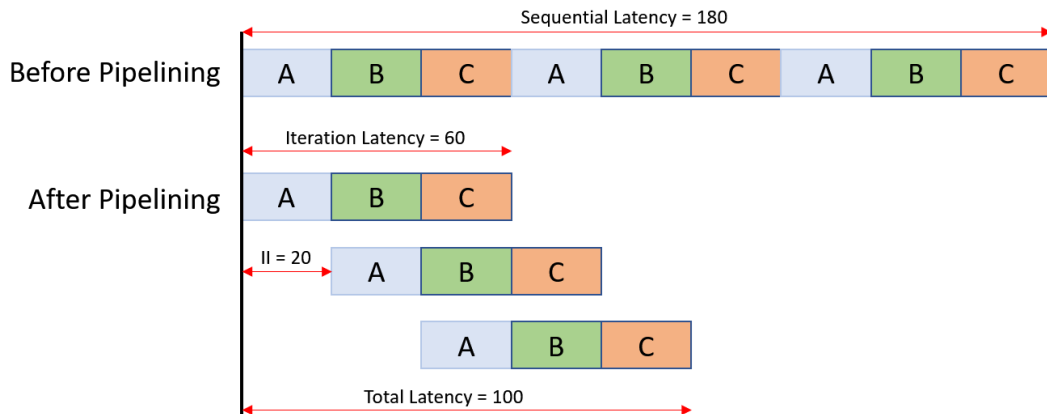 Sequential Latency = 180
Before Pipelining
A B C A B C A B C
Iteration Latency = 60
After Pipelining
A B C
II = 20
A B C
A B C
Total Latency = 100